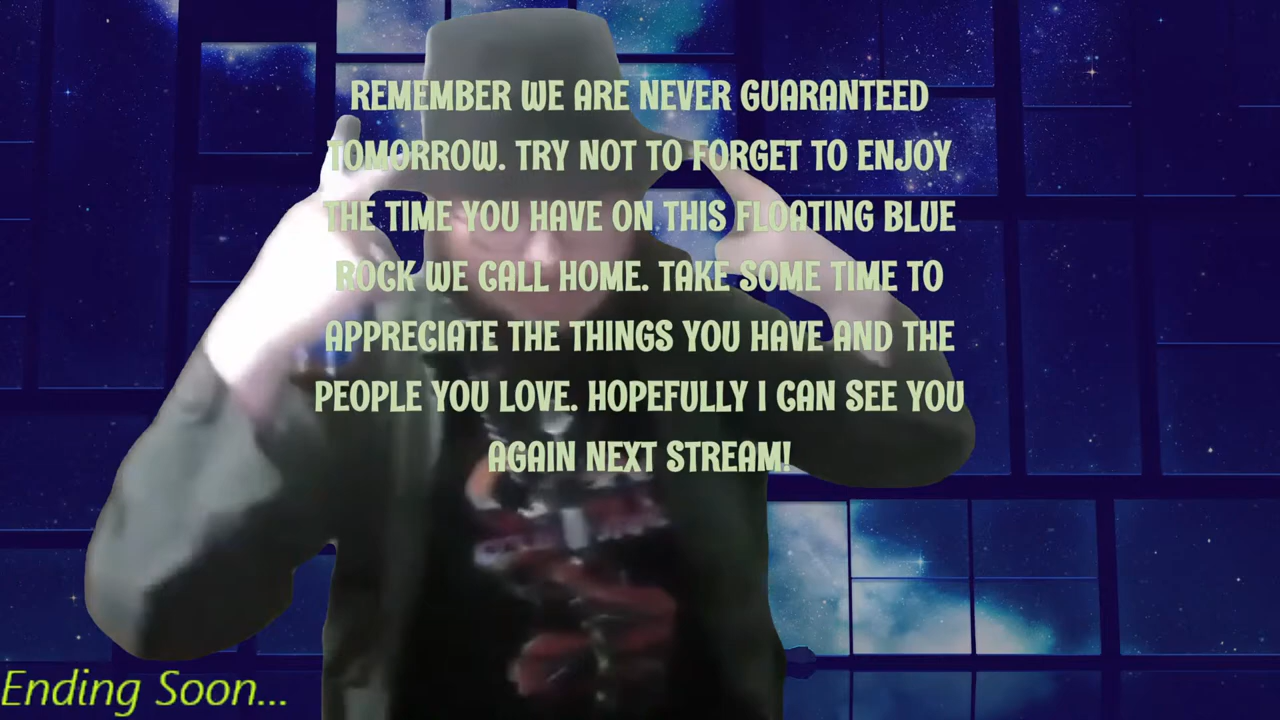 REMEMBER WE ARE NEVER GUARANTEED
TOMORROW. TRY NOT TO FORGET TO ENJOY
THE TIME YOU HAVE ON THIS FLOATING BLUE
ROCK WE CALL HOME. TAKE SOME TIME TO
APPRECIATE THE THINGS YOU HAVE AND THE
PEOPLE YOU LOVE. HOPEFULLY I CAN SEE YOU
AGAIN NEXT STREAM!
Ending Soon...